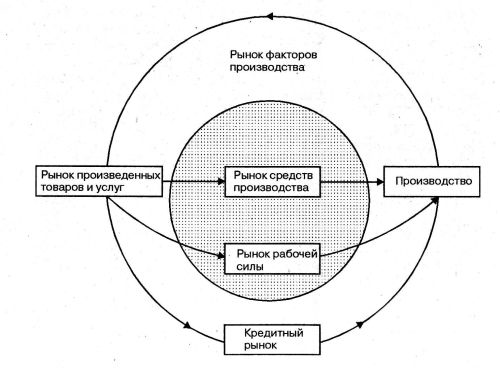 Рынок факторов
производства
Рынок произведенных
товаров и услуг
Рынок средств
производства
Производство
Рынок рабочей
силы
Кредитный
рынок